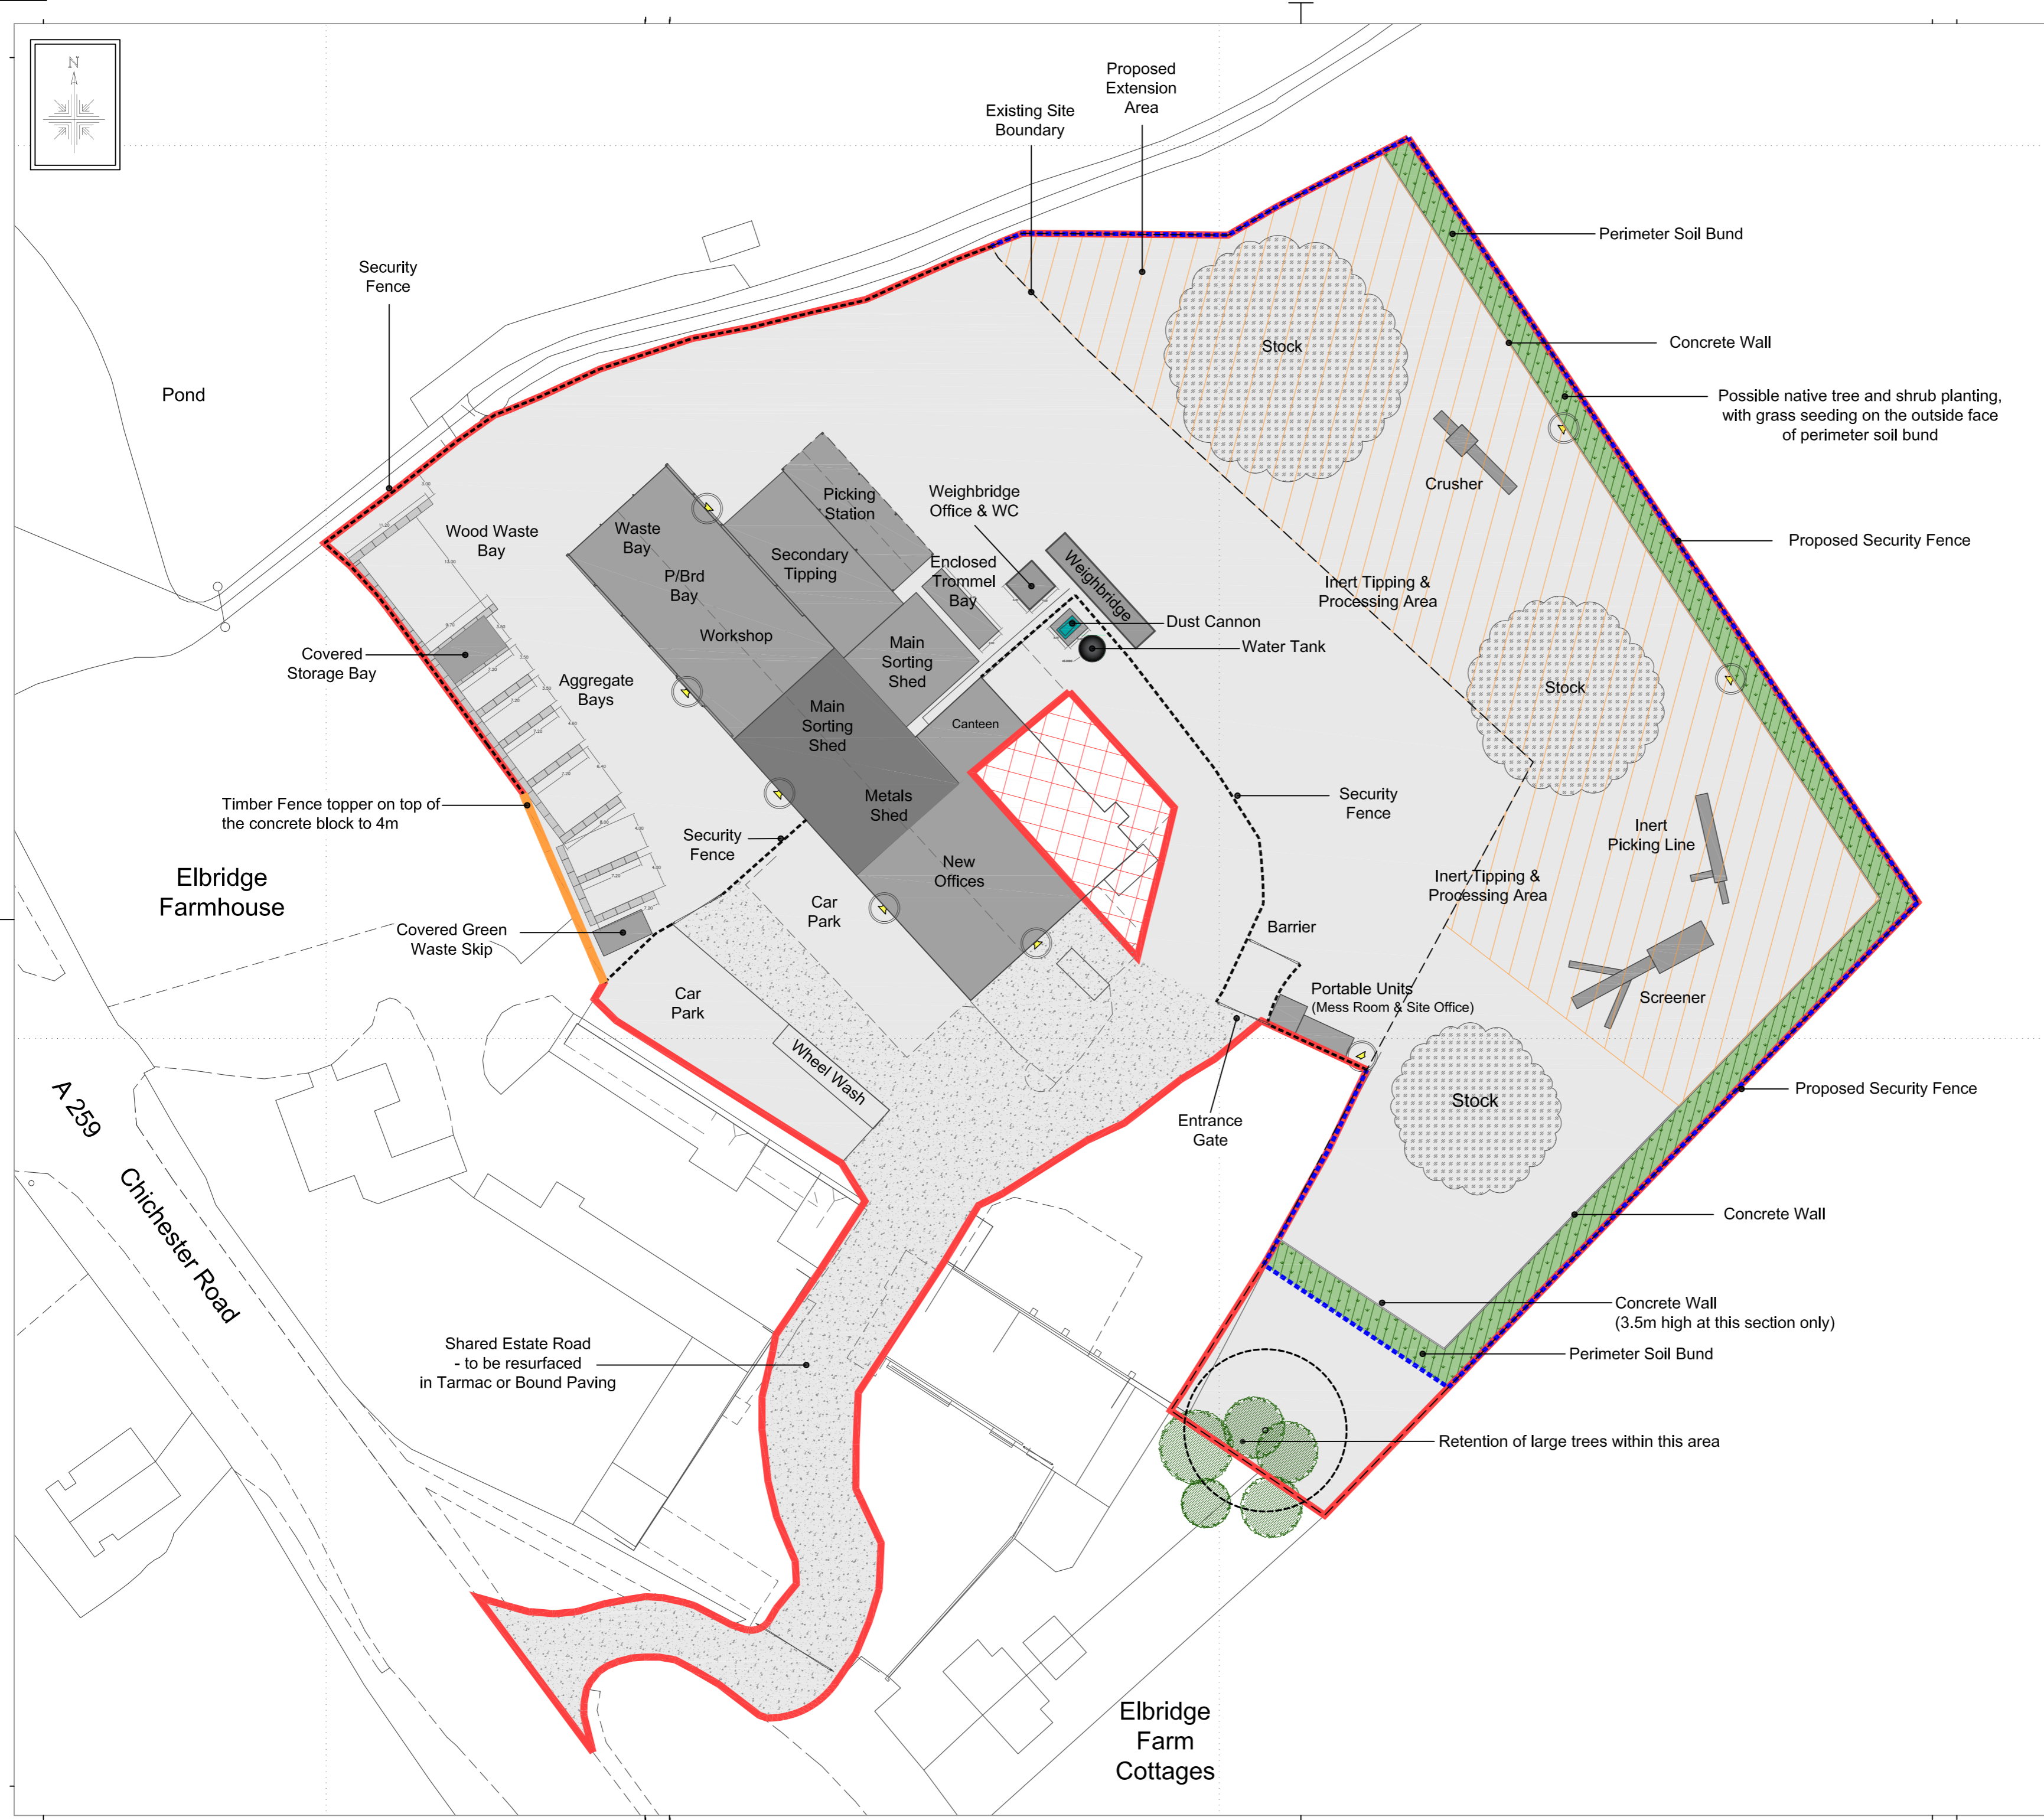 N
Proposed
Extension
Area
Existing Site
Boundary
Perimeter Soil Bund
Security
Fence
Concrete Wall
Stock
Pond
Possible native tree and shrub planting,
with grass seeding on the outside face
of perimeter soil bund
Crusher
Weighbridge
Office & WC
Picking
Station
Wood Waste
Bay
Waste
Bay
Proposed Security Fence
Secondary
Tipping
Enclosed
Trommel
Bay
Weighbridge
P/Brd
Bay
Inert Tipping &
Processing Area
Workshop
Dust Cannon
Main
Sorting
Shed
Water Tank
Covered
Storage Bay
Aggregate
Bays
Stock
Main
Sorting
Shed
Canteen
Timber Fence topper on top of
the concrete block to 4m
Metals
Shed
Security
Fence
Security
Fence
Inert
Picking Line
Elbridge
Farmhouse
New
Offices
Inert Tipping &
Processing Area
Car
Park
Covered Green
Waste Skip
Barrier
Car
Park
Portable Units
(Mess Room & Site Office)
Screener
Wheel Wash
Stock
Proposed Security Fence
A 259
Chichester Road
Entrance
Gate
Concrete Wall
Concrete Wall
(3.5m high at this section only)
Shared Estate Road
- to be resurfaced
in Tarmac or Bound Paving
Perimeter Soil Bund
Retention of large trees within this area
Elbridge
Farm
Cottages